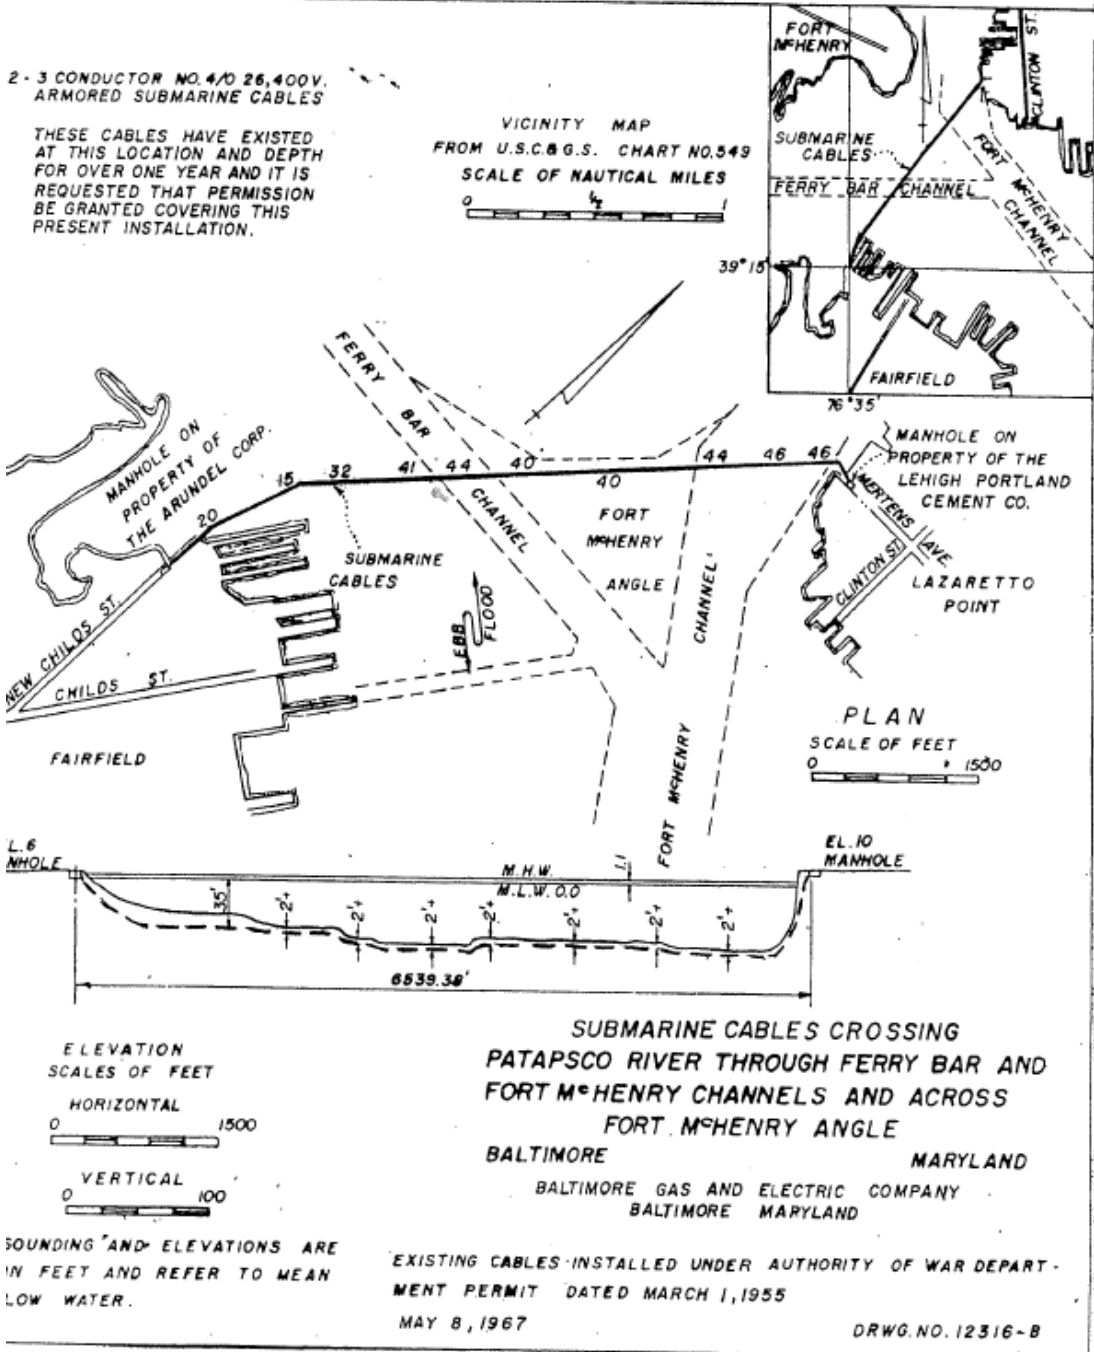 2 - 3 CONDUCTOR NO. 4/0 26,400V.
ARMORED SUBMARINE CABLES
THESE CABLES HAVE EXISTED
AT THIS LOCATION AND DEPTH
FOR OVER ONE YEAR AND IT IS
REQUESTED THAT PERMISSION
BE GRANTED COVERING THIS
PRESENT INSTALLATION.
VICINITY MAP
FROM U.S.C.& G.S. CHART NO. 549
SCALE OF NAUTICAL MILES
0 1/2 1
FORT
McHENRY
CLINTON ST.
SUBMARINE
CABLES
FORT McHENRY
CHANNEL
FERRY BAR CHANNEL
39° 15'
FAIRFIELD
76° 35'
FERRY BAR CHANNEL
MANHOLE ON
PROPERTY OF
THE ARUNDEL CORP.
20 15 32 41 44 40 40 44 46 46
MANHOLE ON
PROPERTY OF THE
LEHIGH PORTLAND
CEMENT CO.
MERTENS AVE
CLINTON ST.
LAZARETTO
POINT
SUBMARINE
CABLES
FORT
McHENRY
ANGLE
EBB
FLOOD
NEW CHILDS ST.
CHILDS ST.
FAIRFIELD
FORT McHENRY CHANNEL
PLAN
SCALE OF FEET
0 1500
L. 6
NHOLE
EL. 10
MANHOLE
M.H.W.
1.1
M.L.W. 0.0
35'
2'+ 2'+ 2'+ 2'+ 2'+ 2'+ 2'+
6539.38'
ELEVATION
SCALES OF FEET
HORIZONTAL
0 1500
VERTICAL
0 100
SOUNDING AND ELEVATIONS ARE
IN FEET AND REFER TO MEAN
LOW WATER.
SUBMARINE CABLES CROSSING
PATAPSCO RIVER THROUGH FERRY BAR AND
FORT McHENRY CHANNELS AND ACROSS
FORT McHENRY ANGLE
BALTIMORE MARYLAND
BALTIMORE GAS AND ELECTRIC COMPANY
BALTIMORE MARYLAND
EXISTING CABLES INSTALLED UNDER AUTHORITY OF WAR DEPART-
MENT PERMIT DATED MARCH 1, 1955
MAY 8, 1967
DRWG. NO. 12316-B